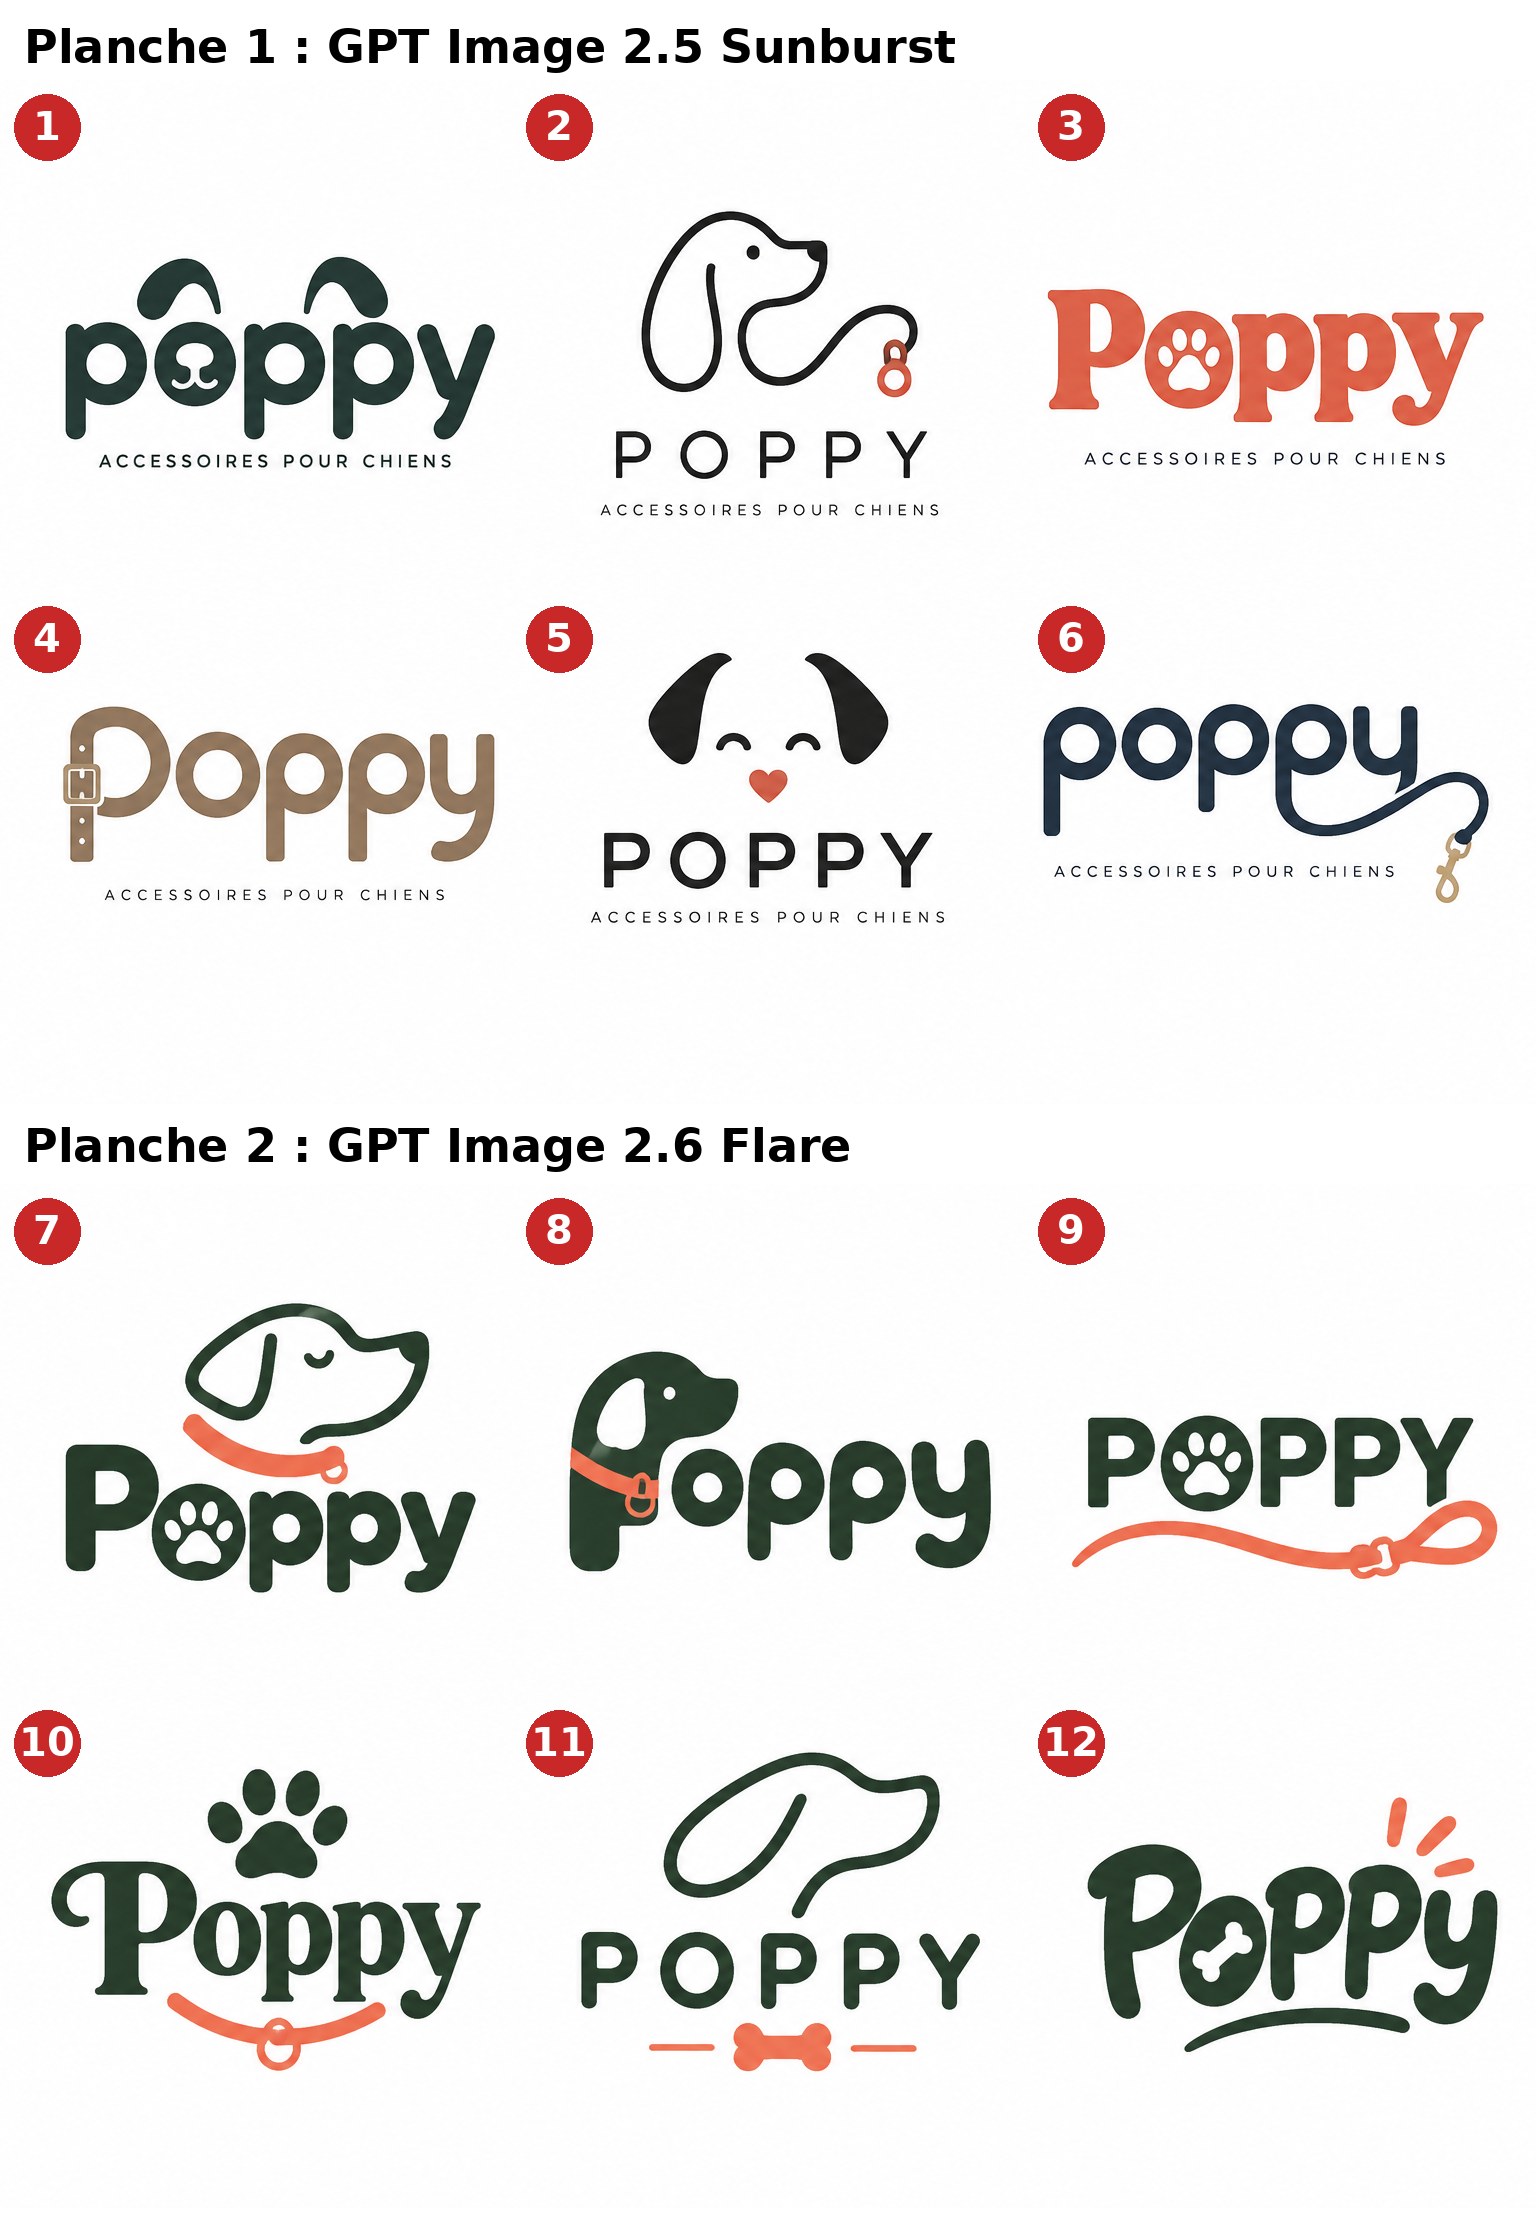 Planche 1 : GPT Image 2.5 Sunburst
1
2
3
poppy
ACCESSOIRES POUR CHIENS
POPPY
ACCESSOIRES POUR CHIENS
Poppy
ACCESSOIRES POUR CHIENS
4
5
6
Poppy
ACCESSOIRES POUR CHIENS
POPPY
ACCESSOIRES POUR CHIENS
poppy
ACCESSOIRES POUR CHIENS
Planche 2 : GPT Image 2.6 Flare
7
8
9
Poppy
Poppy
POPPY
10
11
12
Poppy
POPPY
Poppy